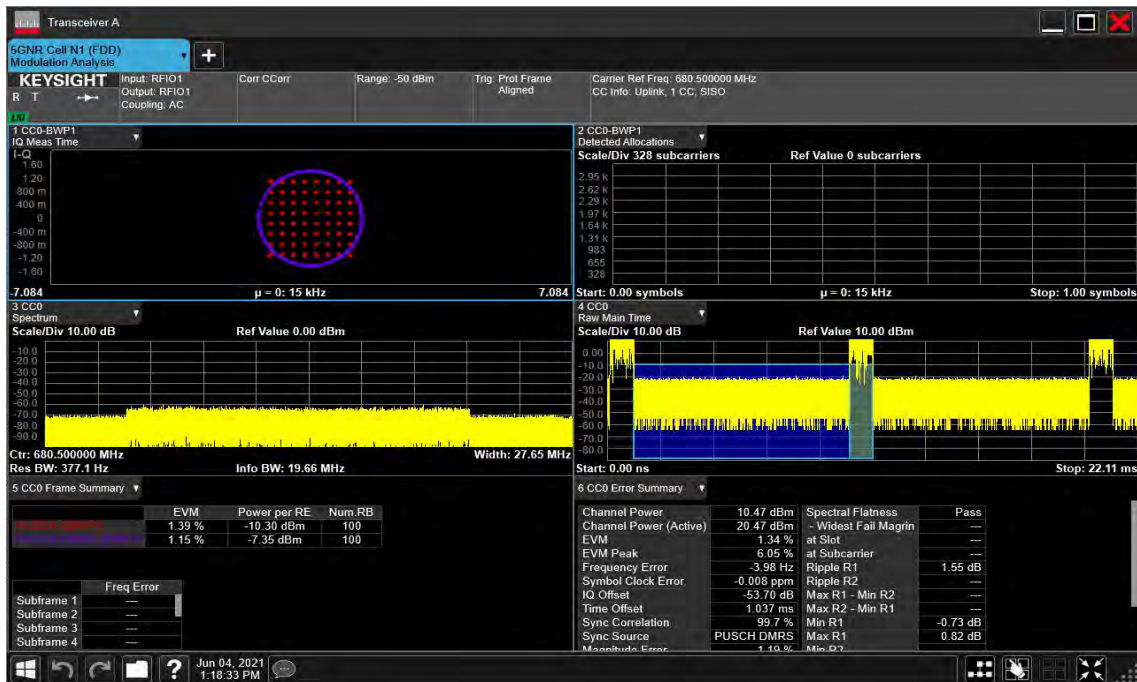 Transceiver A
5GNR Cell N1 (FDD)
Modulation Analysis
KEYSIGHT
R T
LXI
Input: RFIO1
Output: RFIO1
Coupling: AC
Corr CCorr
Range: -50 dBm
Trig: Prot Frame
Aligned
Carrier Ref Freq: 680.500000 MHz
CC Info: Uplink, 1 CC, SISO
1 CC0-BWP1
IQ Meas Time
I-Q
1.60
1.20
800 m
400 m
0
-400 m
-800 m
-1.20
-1.60
-7.084 µ = 0: 15 kHz 7.084
2 CC0-BWP1
Detected Allocations
Scale/Div 328 subcarriers Ref Value 0 subcarriers
2.95 k
2.62 k
2.29 k
1.97 k
1.64 k
1.31 k
983
655
328
Start: 0.00 symbols µ = 0: 15 kHz Stop: 1.00 symbols
3 CC0
Spectrum
Scale/Div 10.00 dB Ref Value 0.00 dBm
-10.0
-20.0
-30.0
-40.0
-50.0
-60.0
-70.0
-80.0
-90.0
Ctr: 680.500000 MHz Width: 27.65 MHz
Res BW: 377.1 Hz Info BW: 19.66 MHz
4 CC0
Raw Main Time
Scale/Div 10.00 dB Ref Value 10.00 dBm
0.00
-10.0
-20.0
-30.0
-40.0
-50.0
-60.0
-70.0
-80.0
Start: 0.00 ns Stop: 22.11 ms
5 CC0 Frame Summary
EVM Power per RE Num.RB
1.39 % -10.30 dBm 100
1.15 % -7.35 dBm 100
Freq Error
Subframe 1 ---
Subframe 2 ---
Subframe 3 ---
Subframe 4 ---
6 CC0 Error Summary
Channel Power 10.47 dBm Spectral Flatness Pass
Channel Power (Active) 20.47 dBm - Widest Fail Magrin ---
EVM 1.34 % at Slot ---
EVM Peak 6.05 % at Subcarrier ---
Frequency Error -3.98 Hz Ripple R1 1.55 dB
Symbol Clock Error -0.008 ppm Ripple R2 ---
IQ Offset -53.70 dB Max R1 - Min R2 ---
Time Offset 1.037 ms Max R2 - Min R1 ---
Sync Correlation 99.7 % Min R1 -0.73 dB
Sync Source PUSCH DMRS Max R1 0.82 dB
Magnitude Error 1.19 % Min R2
Jun 04, 2021
1:18:33 PM